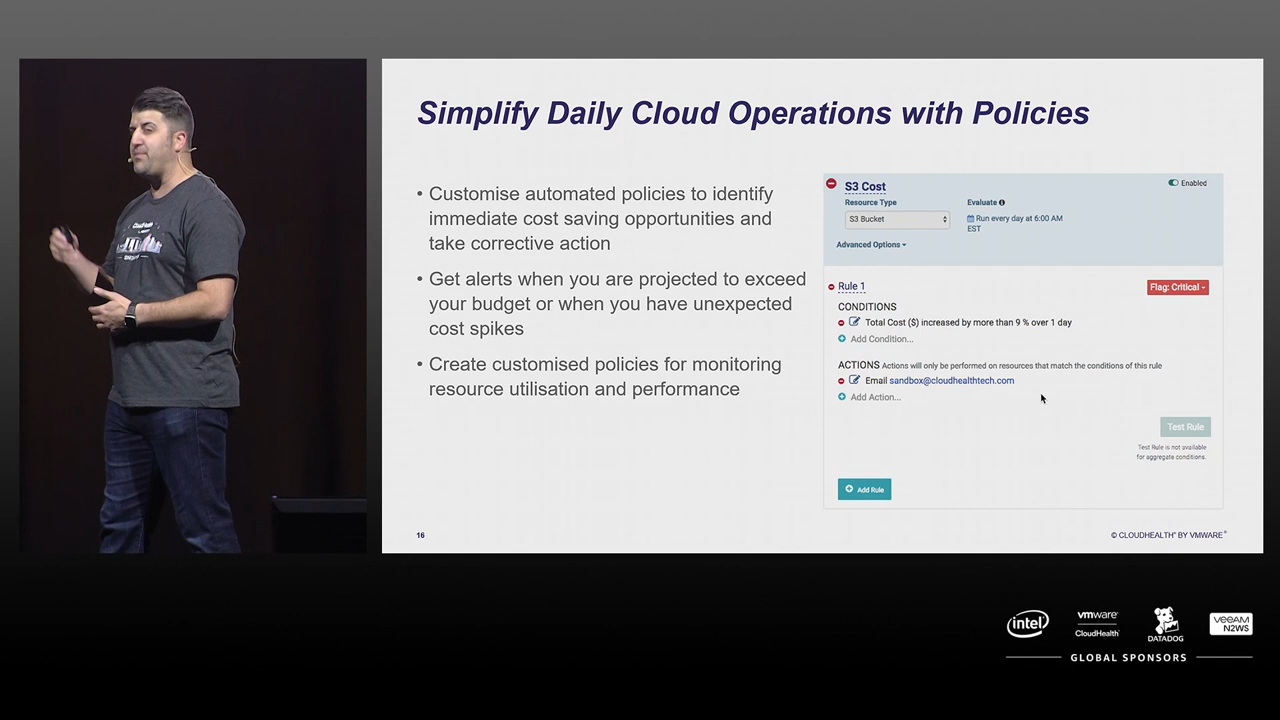 Simplify Daily Cloud Operations with Policies
• Customise automated policies to identify
immediate cost saving opportunities and
take corrective action
• Get alerts when you are projected to exceed
your budget or when you have unexpected
cost spikes
• Create customised policies for monitoring
resource utilisation and performance
S3 Cost
Enabled
Resource Type
Evaluate
S3 Bucket
Run every day at 6:00 AM
EST
Advanced Options
Rule 1
Flag: Critical
CONDITIONS
Total Cost ($) increased by more than 9 % over 1 day
Add Condition...
ACTIONS Actions will only be performed on resources that match the conditions of this rule
Email sandbox@cloudhealthtech.com
Add Action...
Test Rule
Test Rule is not available
for aggregate conditions.
Add Rule
16
© CLOUDHEALTH® BY VMWARE®
CloudHealth
intel
vmware
CloudHealth
DATADOG
VEEAM
N2WS
GLOBAL SPONSORS